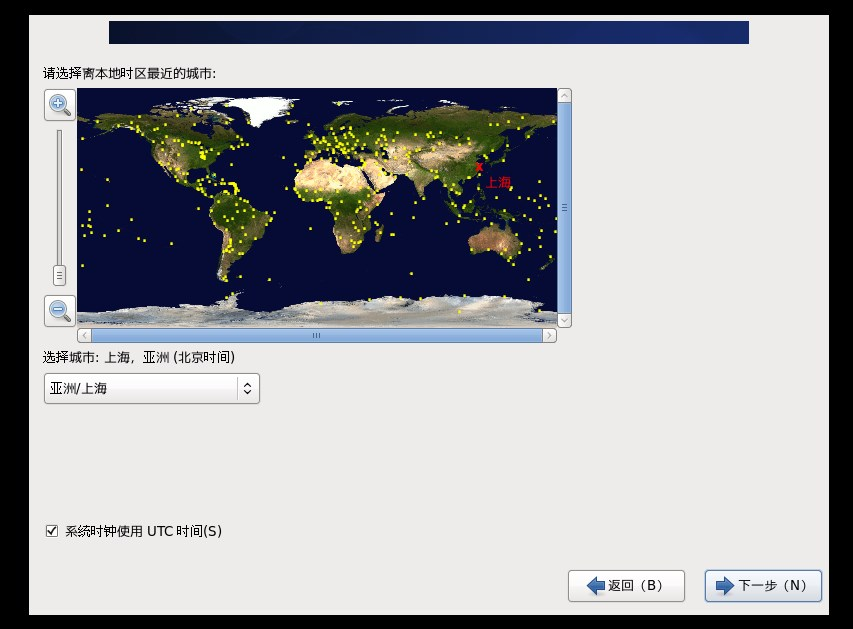 请选择离本地时区最近的城市:
上海
选择城市: 上海, 亚洲 (北京时间)
亚洲/上海
系统时钟使用 UTC 时间(S)
返回（B）
下一步（N）